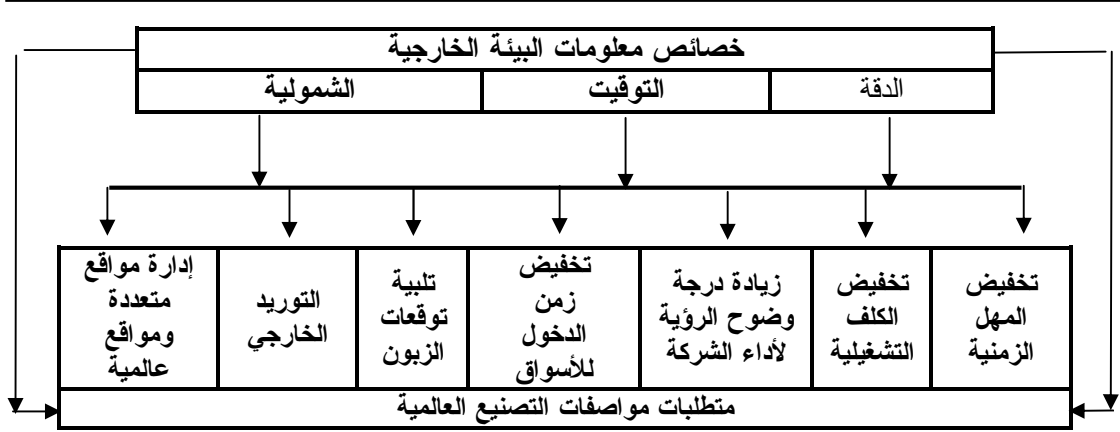 خصائص معلومات البيئة الخارجية
الدقة
التوقيت
الشمولية
تخفيض
المهل
الزمنية
تخفيض
الكلف
التشغيلية
زيادة درجة
وضوح الرؤية
لأداء الشركة
تخفيض
زمن
الدخول
للأسواق
تلبية
توقعات
الزبون
التوريد
الخارجي
إدارة مواقع
متعددة
ومواقع
عالمية
متطلبات مواصفات التصنيع العالمية